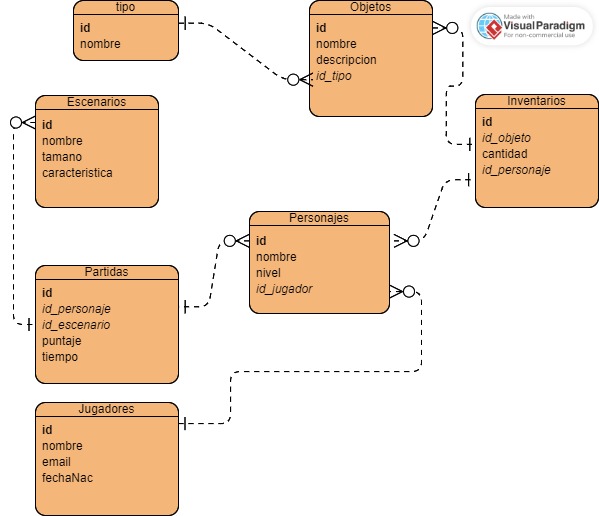 tipo
id
nombre
Objetos
id
nombre
descripcion
id_tipo
Made with
Visual Paradigm
For non-commercial use
Escenarios
id
nombre
tamano
caracteristica
Inventarios
id
id_objeto
cantidad
id_personaje
Personajes
id
nombre
nivel
id_jugador
Partidas
id
id_personaje
id_escenario
puntaje
tiempo
Jugadores
id
nombre
email
fechaNac